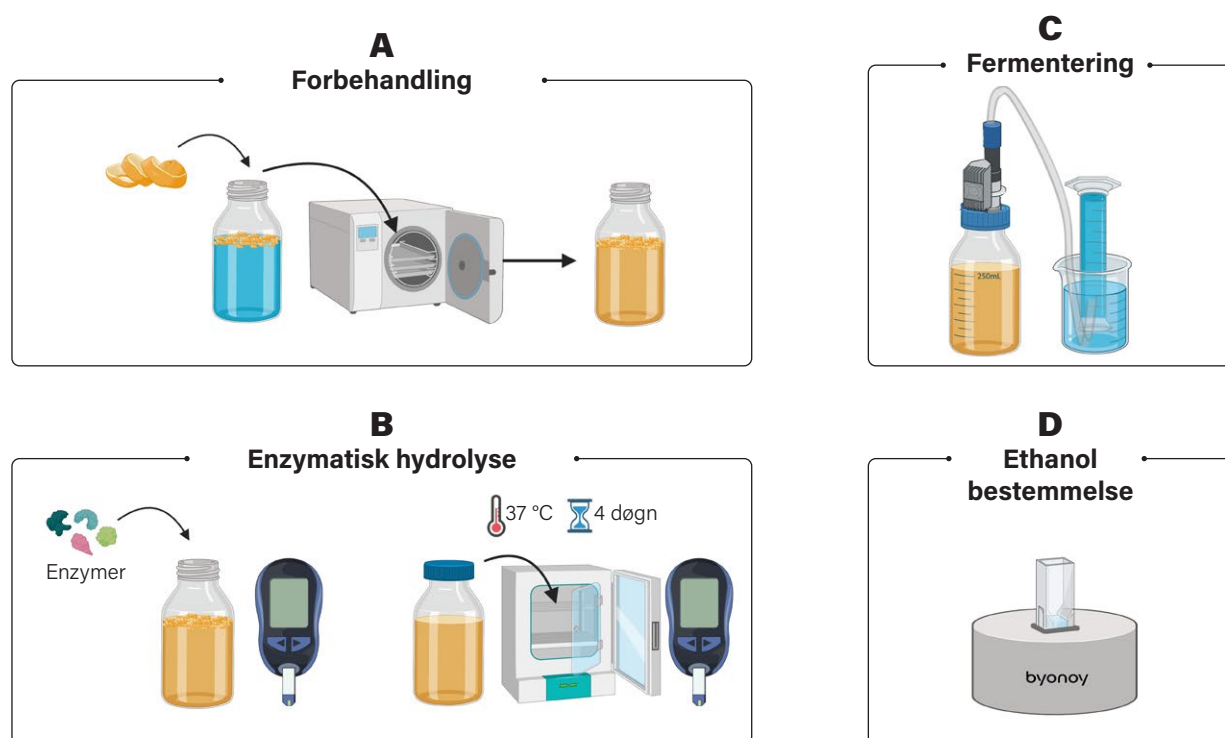 A
Forbehandling
C
Fermentering
250mL
B
Enzymatisk hydrolyse
37 °C
4 døgn
Enzymer
D
Ethanol
bestemmelse
byonoy